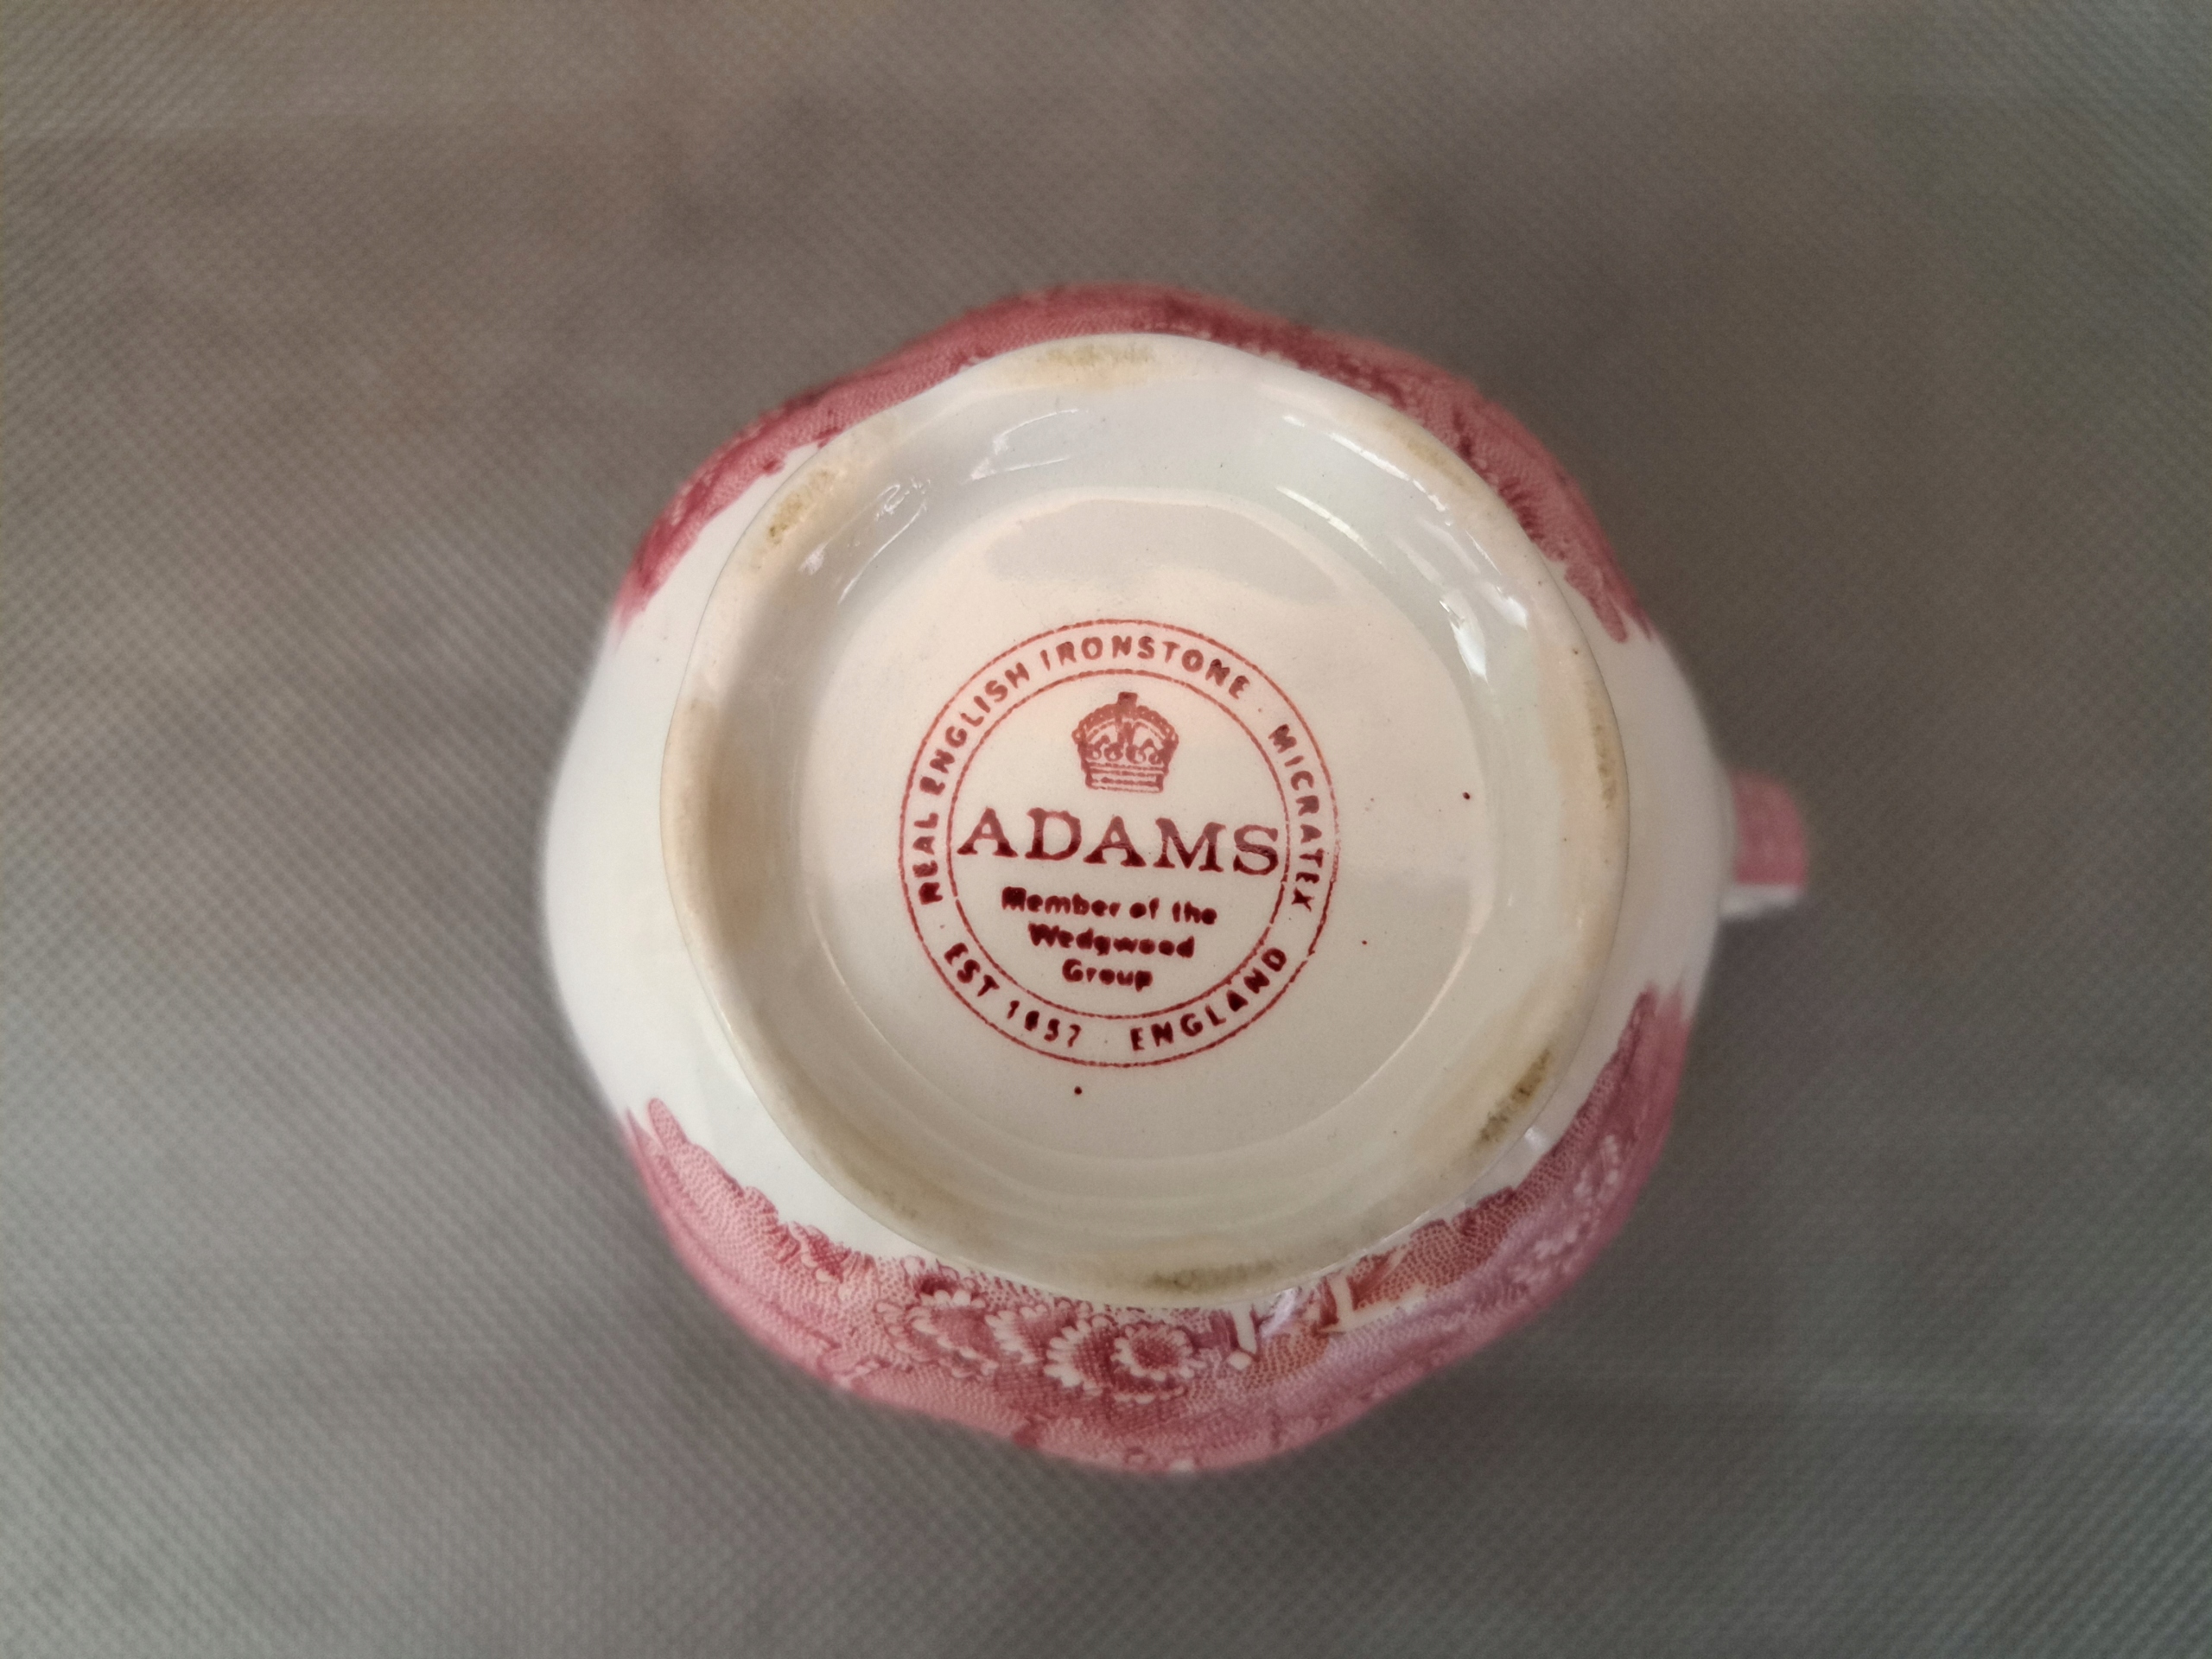 REAL ENGLISH IRONSTONE · MICRATEX
ADAMS
Member of the
Wedgwood
Group
EST 1657 · ENGLAND